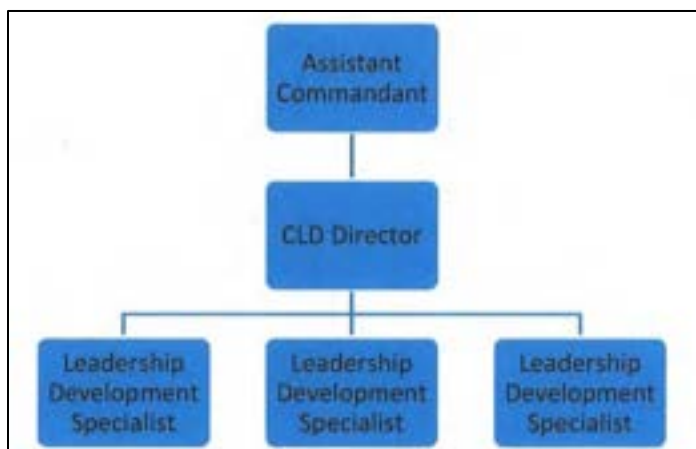 Assistant
Commandant
CLD Director
Leadership
Development
Specialist
Leadership
Development
Specialist
Leadership
Development
Specialist